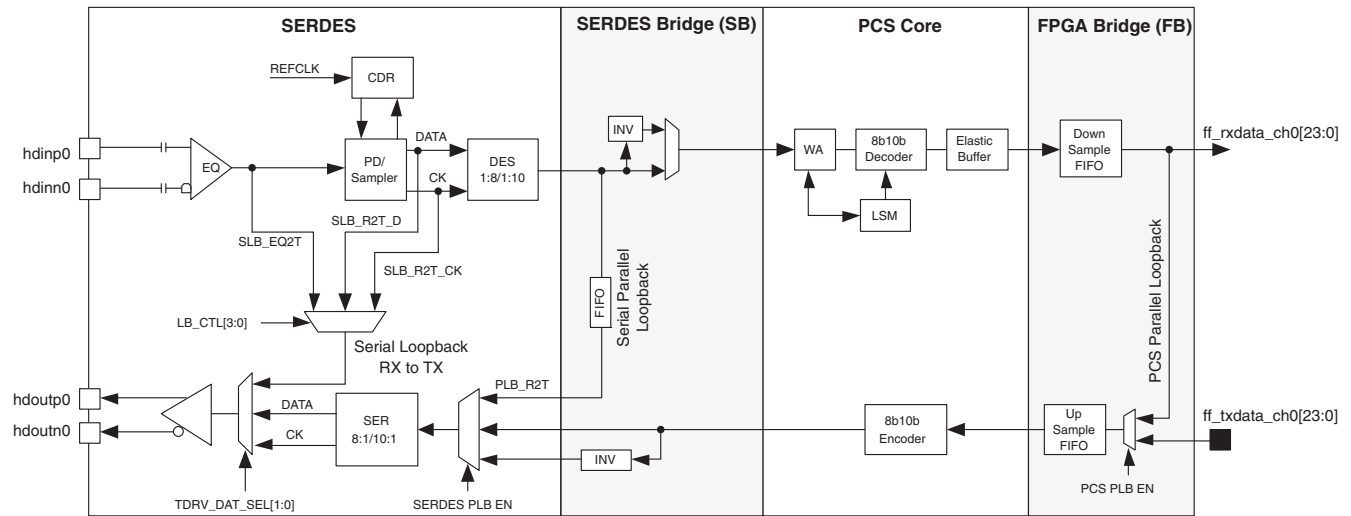 SERDES
SERDES Bridge (SB)
PCS Core
FPGA Bridge (FB)
REFCLK
CDR
hdinp0
hdinn0
EQ
PD/
Sampler
DATA
CK
DES
1:8/1:10
INV
WA
8b10b
Decoder
Elastic
Buffer
LSM
Down
Sample
FIFO
ff_rxdata_ch0[23:0]
SLB_EQ2T
SLB_R2T_D
SLB_R2T_CK
LB_CTL[3:0]
Serial Loopback
RX to TX
FIFO
Serial Parallel
Loopback
PCS Parallel Loopback
PLB_R2T
hdoutp0
hdoutn0
DATA
CK
SER
8:1/10:1
INV
8b10b
Encoder
Up
Sample
FIFO
ff_txdata_ch0[23:0]
TDRV_DAT_SEL[1:0]
SERDES PLB EN
PCS PLB EN